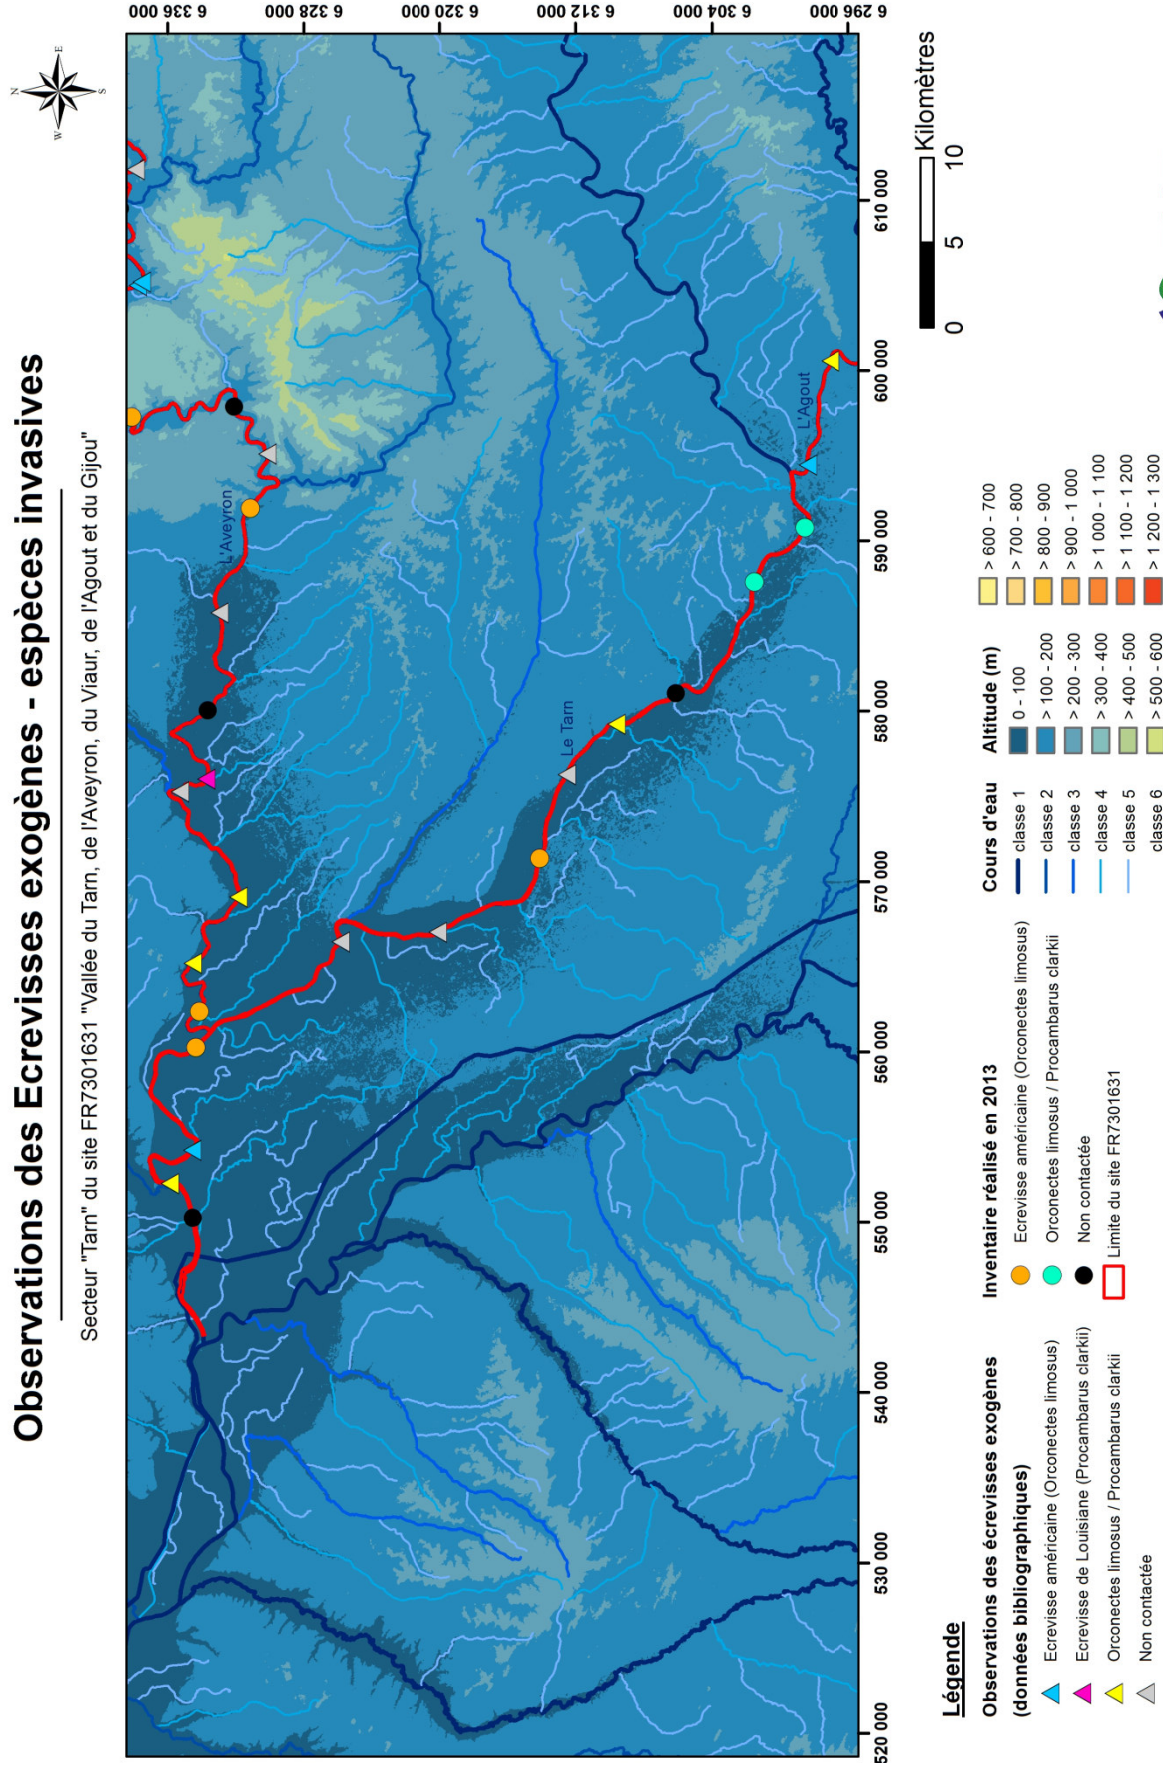 Observations des Ecrevisses exogènes - espèces invasives
Secteur "Tarn" du site FR7301631 "Vallée du Tarn, de l'Aveyron, du Viaur, de l'Agout et du Gijou"
N
W
E
S
6 336 000
6 328 000
6 320 000
6 312 000
6 304 000
6 296 000
L'Aveyron
Le Tarn
L'Agout
520 000
530 000
540 000
550 000
560 000
570 000
580 000
590 000
600 000
610 000
0
5
10
Kilomètres
Légende
Observations des écrevisses exogènes
(données bibliographiques)
Ecrevisse américaine (Orconectes limosus)
Ecrevisse de Louisiane (Procambarus clarkii)
Orconectes limosus / Procambarus clarkii
Non contactée
Inventaire réalisé en 2013
Ecrevisse américaine (Orconectes limosus)
Orconectes limosus / Procambarus clarkii
Non contactée
Limite du site FR7301631
Cours d'eau
classe 1
classe 2
classe 3
classe 4
classe 5
classe 6
Altitude (m)
0 - 100
> 100 - 200
> 200 - 300
> 300 - 400
> 400 - 500
> 500 - 600
> 600 - 700
> 700 - 800
> 800 - 900
> 900 - 1 000
> 1 000 - 1 100
> 1 100 - 1 200
> 1 200 - 1 300